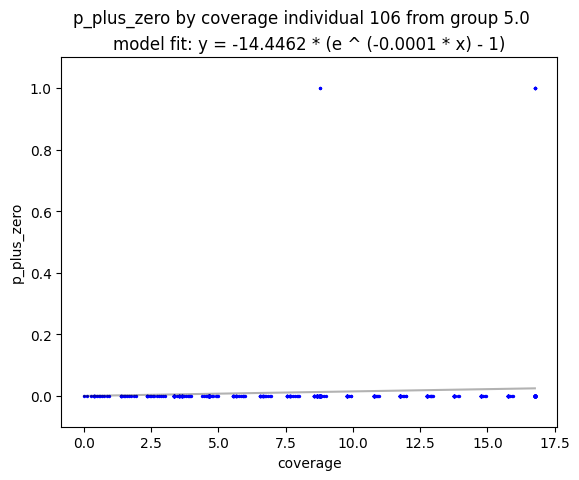 p_plus_zero by coverage individual 106 from group 5.0
model fit: y = -14.4462 * (e ^ (-0.0001 * x) - 1)
1.0
0.8
0.6
0.4
0.2
0.0
p_plus_zero
0.0 2.5 5.0 7.5 10.0 12.5 15.0 17.5
coverage